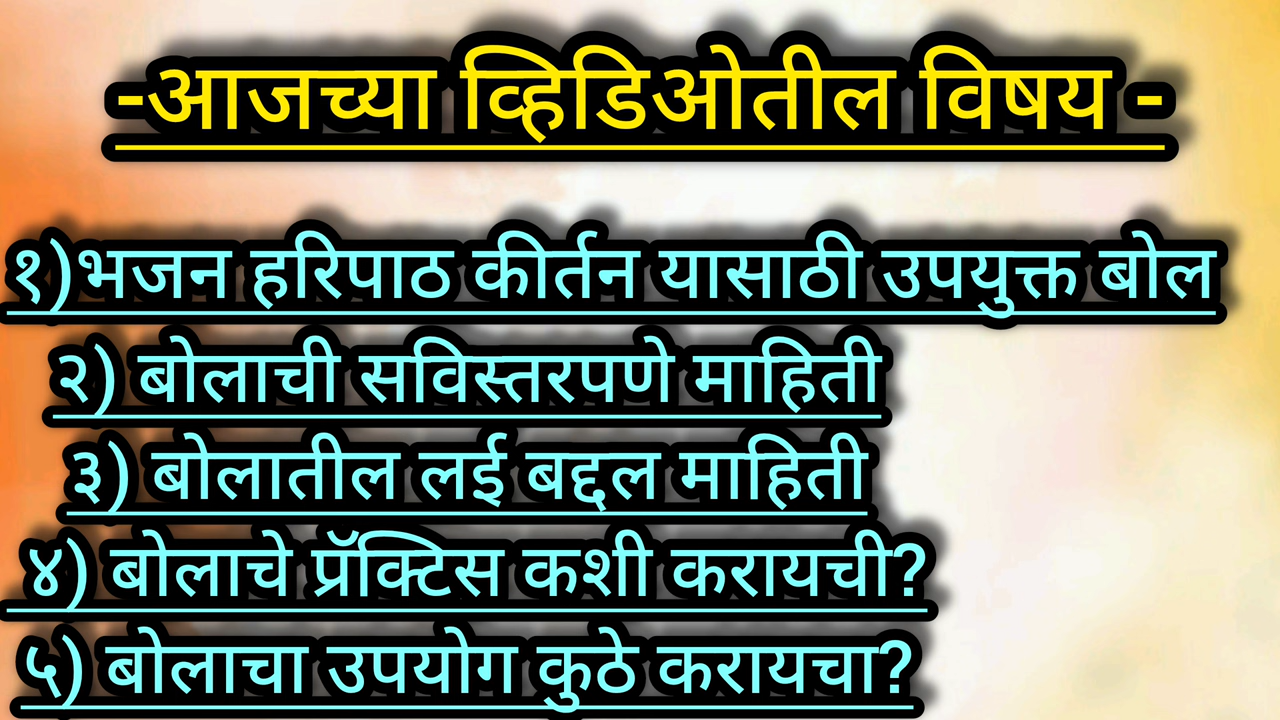 -आजच्या व्हिडिओतील विषय -
१)भजन हरिपाठ कीर्तन यासाठी उपयुक्त बोल
२) बोलाची सविस्तरपणे माहिती
३) बोलातील लई बद्दल माहिती
४) बोलाचे प्रॅक्टिस कशी करायची?
५) बोलाचा उपयोग कुठे करायचा?